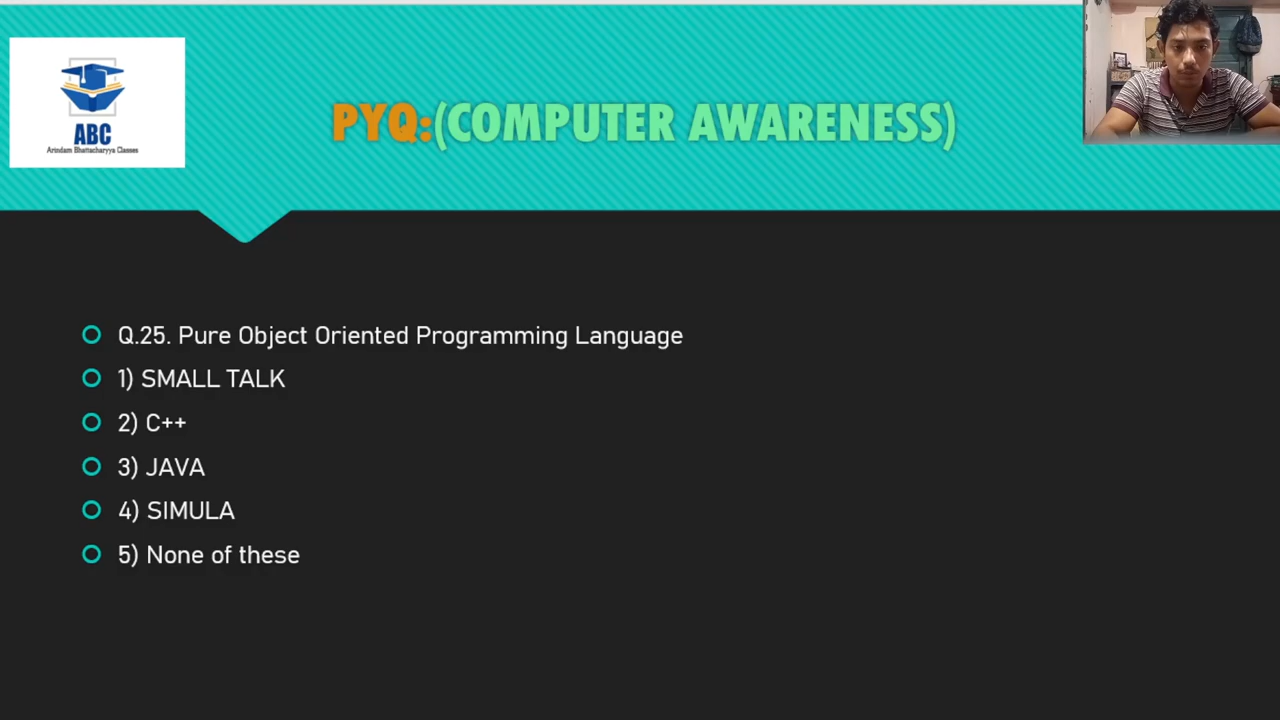 ABC
Arindam Bhattacharyya Classes
PYQ:(COMPUTER AWARENESS)
Q.25. Pure Object Oriented Programming Language
1) SMALL TALK
2) C++
3) JAVA
4) SIMULA
5) None of these